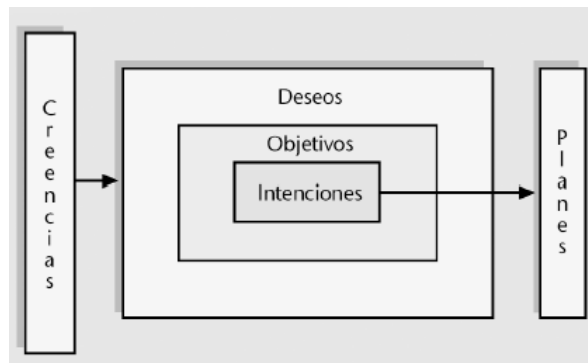 Creencias
Deseos
Objetivos
Intenciones
Planes